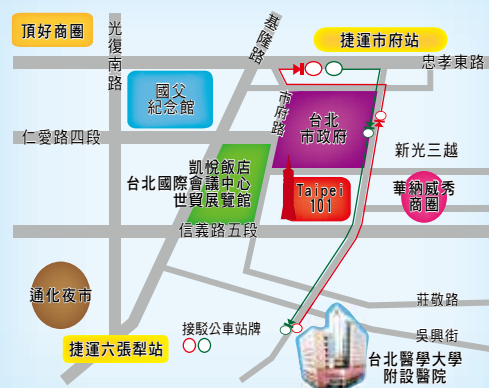 頂好商圈
光復南路
基隆路
捷運市府站
忠孝東路
國父
紀念館
市府路
台北
市政府
仁愛路四段
新光三越
凱悅飯店
台北國際會議中心
世貿展覽館
Taipei
101
華納威秀
商圈
信義路五段
通化夜市
莊敬路
捷運六張犁站
接駁公車站牌
吳興街
台北醫學大學
附設醫院